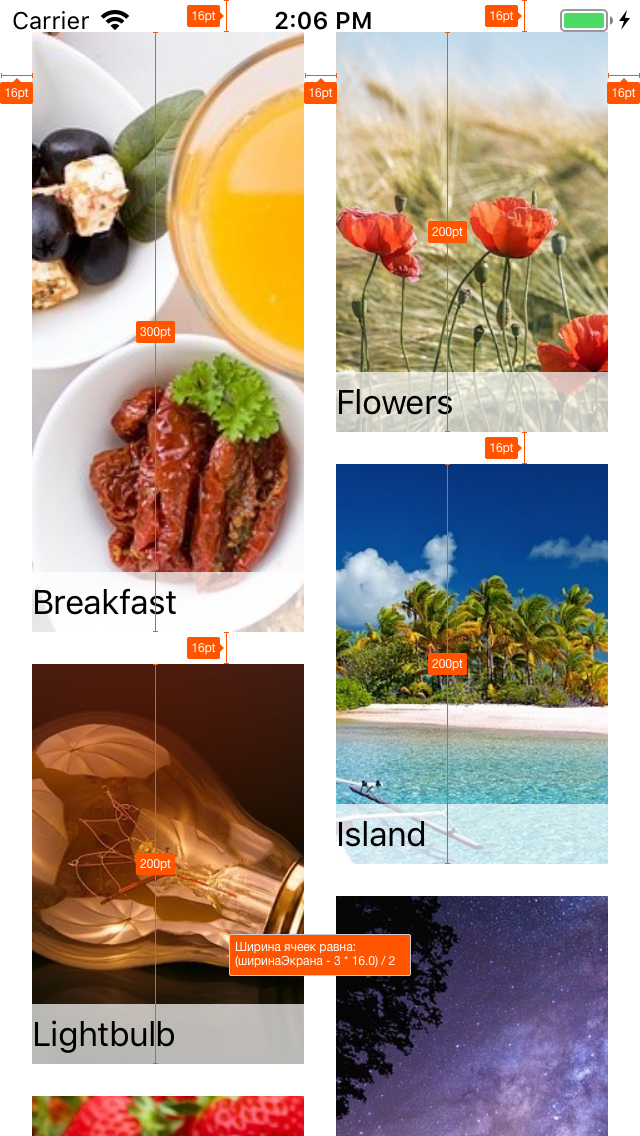 Carrier 16pt 2:06 PM 16pt
16pt 16pt 16pt
200pt
300pt
Flowers
16pt
Breakfast
16pt
200pt
Island
200pt
Ширина ячеек равна:
(ширинаЭкрана - 3 * 16.0) / 2
Lightbulb